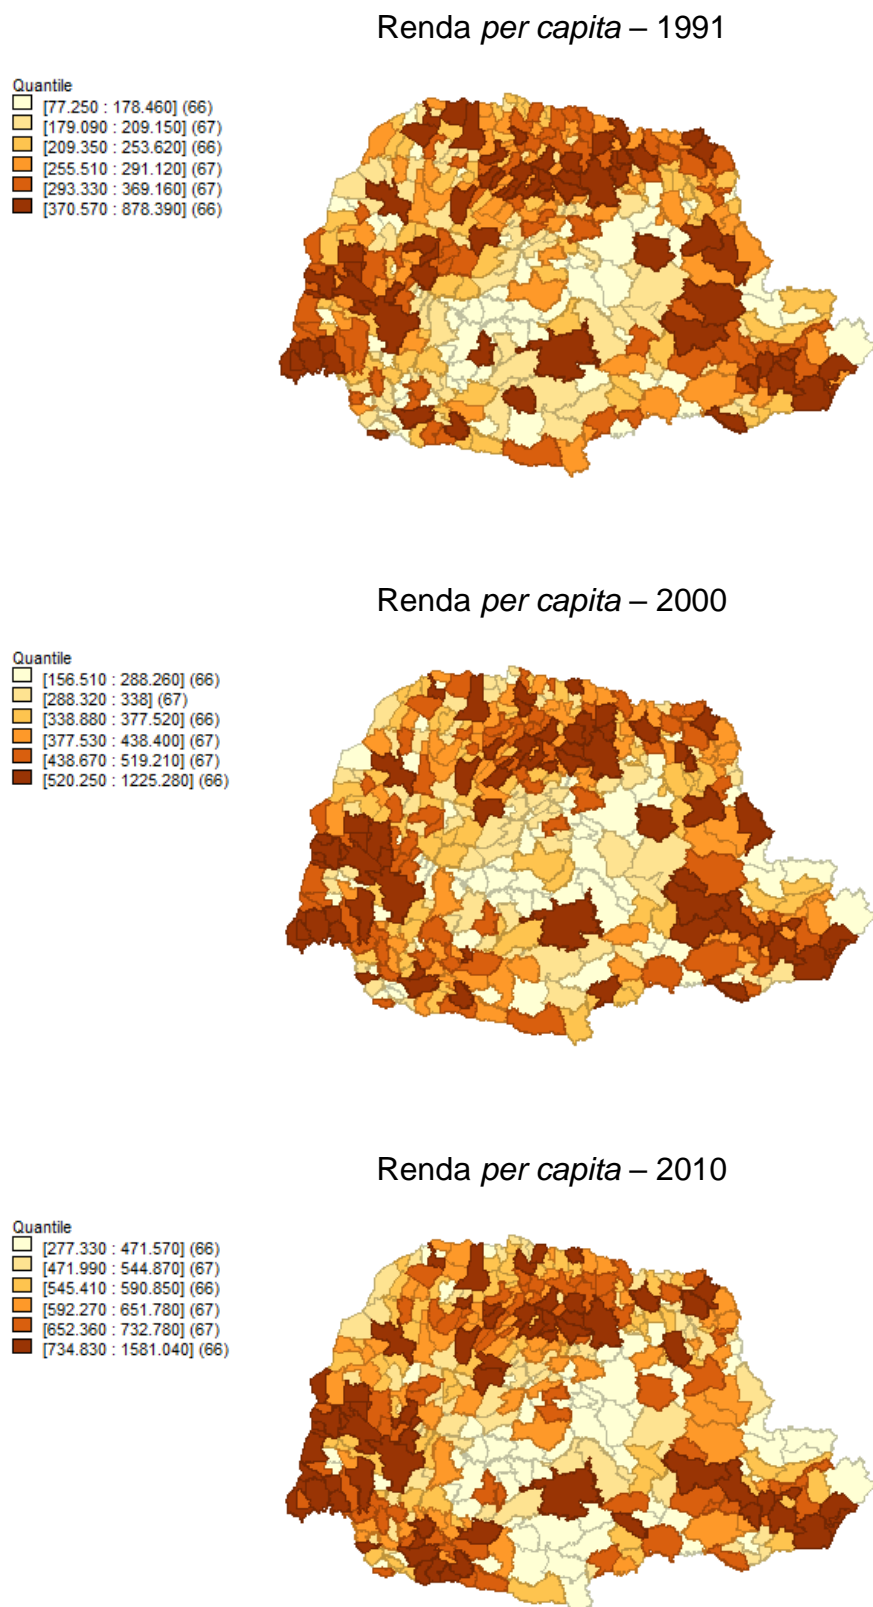 Renda per capita – 1991
Quantile
[77.250 : 178.460] (66)
[179.090 : 209.150] (67)
[209.350 : 253.620] (66)
[255.510 : 291.120] (67)
[293.330 : 369.160] (67)
[370.570 : 878.390] (66)
Renda per capita – 2000
Quantile
[156.510 : 288.260] (66)
[288.320 : 338] (67)
[338.880 : 377.520] (66)
[377.530 : 438.400] (67)
[438.670 : 519.210] (67)
[520.250 : 1225.280] (66)
Renda per capita – 2010
Quantile
[277.330 : 471.570] (66)
[471.990 : 544.870] (67)
[545.410 : 590.850] (66)
[592.270 : 651.780] (67)
[652.360 : 732.780] (67)
[734.830 : 1581.040] (66)